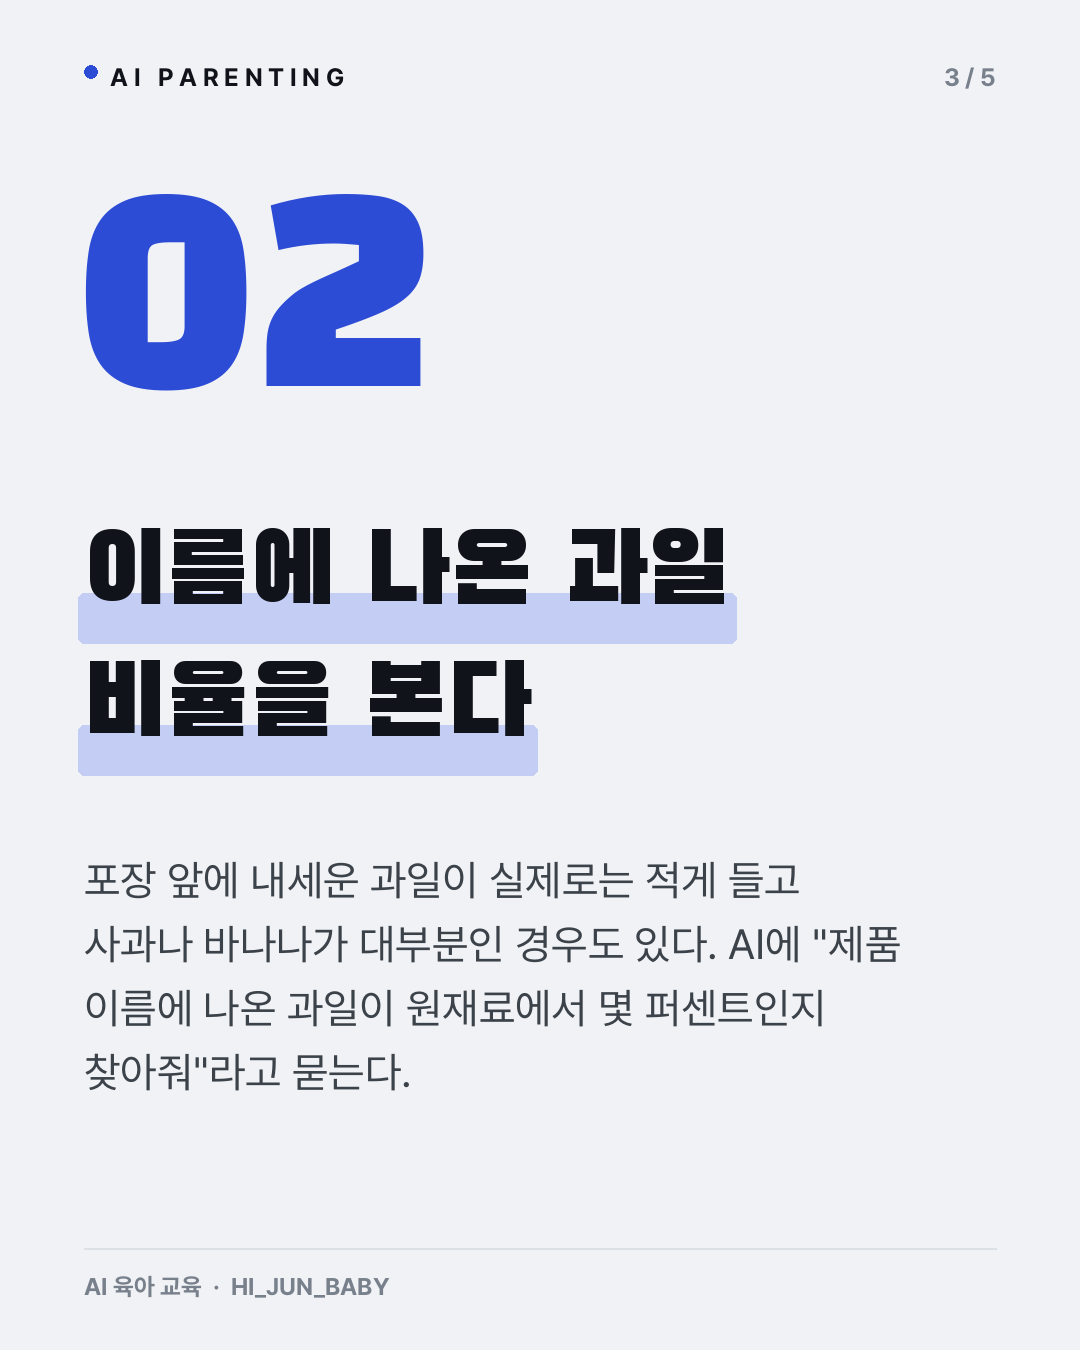 AI PARENTING
3 / 5
02
이름에 나온 과일
비율을 본다
포장 앞에 내세운 과일이 실제로는 적게 들고
사과나 바나나가 대부분인 경우도 있다. AI에 "제품
이름에 나온 과일이 원재료에서 몇 퍼센트인지
찾아줘"라고 묻는다.
AI 육아 교육 · HI_JUN_BABY